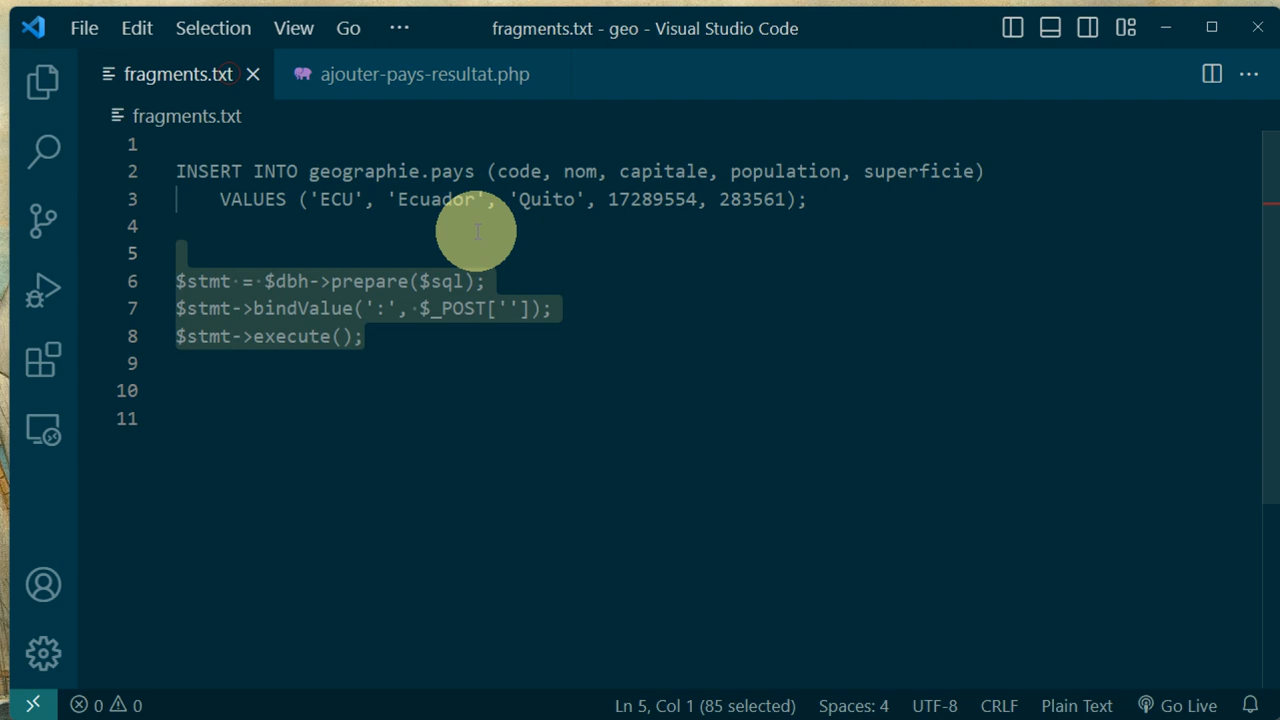 File Edit Selection View Go ··· fragments.txt - geo - Visual Studio Code
fragments.txt ajouter-pays-resultat.php
fragments.txt
1
2 INSERT INTO geographie.pays (code, nom, capitale, population, superficie)
3 VALUES ('ECU', 'Ecuador', 'Quito', 17289554, 283561);
4
5
6 $stmt = $dbh->prepare($sql);
7 $stmt->bindValue(':', $_POST['']);
8 $stmt->execute();
9
10
11
0 0 Ln 5, Col 1 (85 selected) Spaces: 4 UTF-8 CRLF Plain Text Go Live